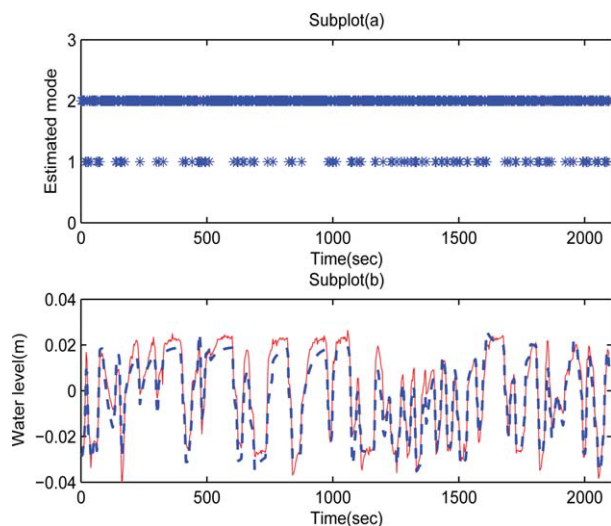 Subplot(a)
3
2
1
0
Estimated mode
0 500 1000 1500 2000
Time(sec)
Subplot(b)
0.04
0.02
0
−0.02
−0.04
Water level(m)
0 500 1000 1500 2000
Time(sec)